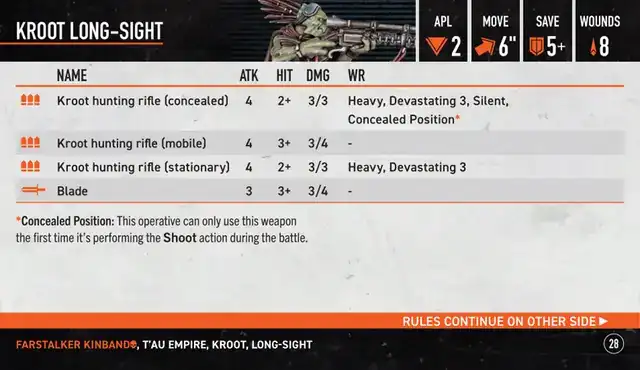 KROOT LONG-SIGHT
APL MOVE SAVE WOUNDS
2 6" 5+ 8
NAME ATK HIT DMG WR
Kroot hunting rifle (concealed) 4 2+ 3/3 Heavy, Devastating 3, Silent,
Concealed Position*
Kroot hunting rifle (mobile) 4 3+ 3/4 -
Kroot hunting rifle (stationary) 4 2+ 3/3 Heavy, Devastating 3
Blade 3 3+ 3/4 -
*Concealed Position: This operative can only use this weapon
the first time it's performing the Shoot action during the battle.
RULES CONTINUE ON OTHER SIDE ▶
FARSTALKER KINBAND, T'AU EMPIRE, KROOT, LONG-SIGHT
28